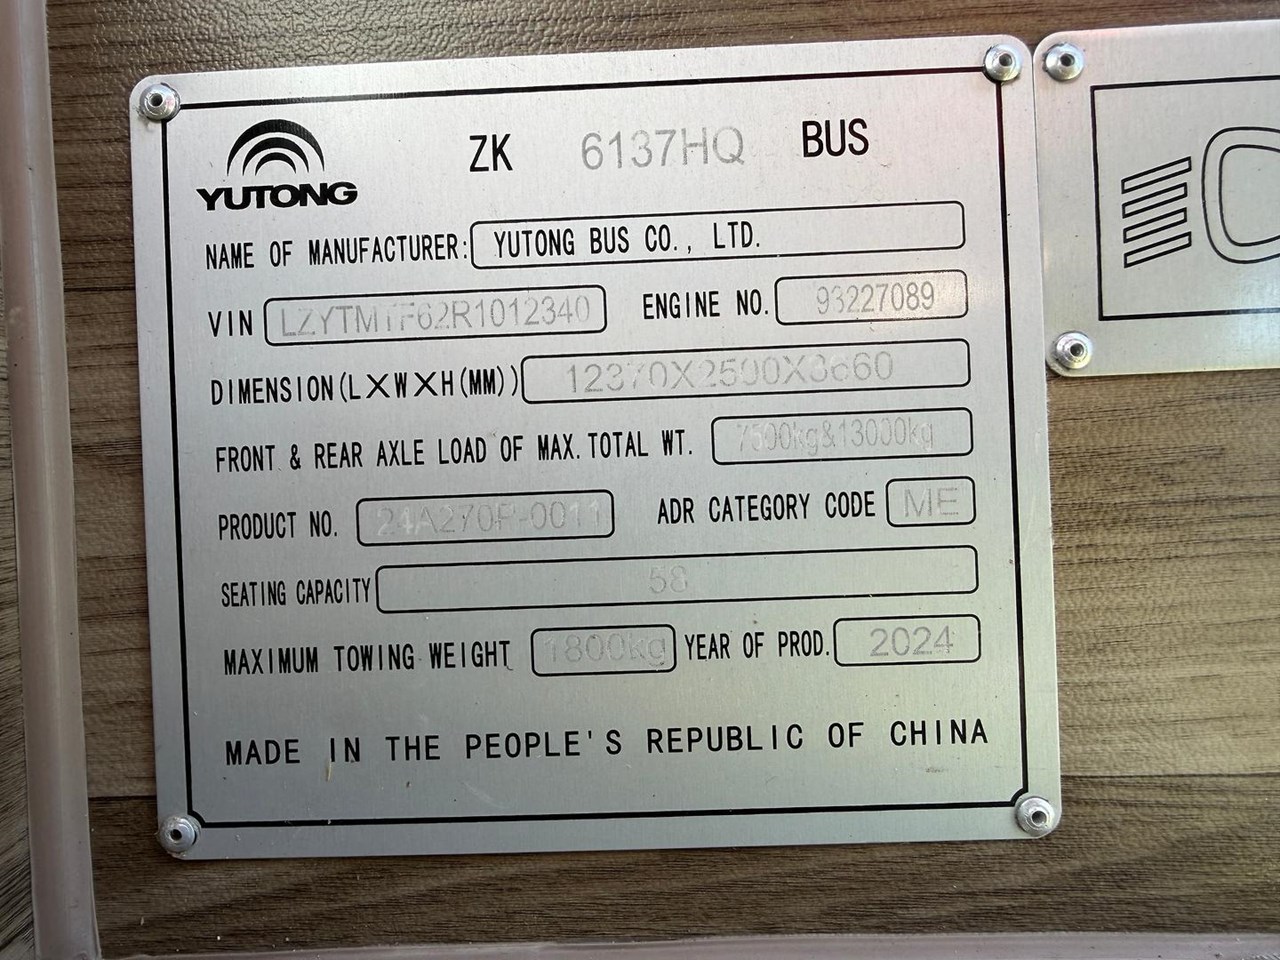 YUTONG
ZK 6137HQ BUS
NAME OF MANUFACTURER: YUTONG BUS CO., LTD.
VIN LZYTMTF62R1012340 ENGINE NO. 93227089
DIMENSION(L×W×H(MM)) 12370X2500X3660
FRONT & REAR AXLE LOAD OF MAX. TOTAL WT. 7500kg&13000kg
PRODUCT NO. 24A270P-0011 ADR CATEGORY CODE ME
SEATING CAPACITY 58
MAXIMUM TOWING WEIGHT 1800kg YEAR OF PROD. 2024
MADE IN THE PEOPLE'S REPUBLIC OF CHINA